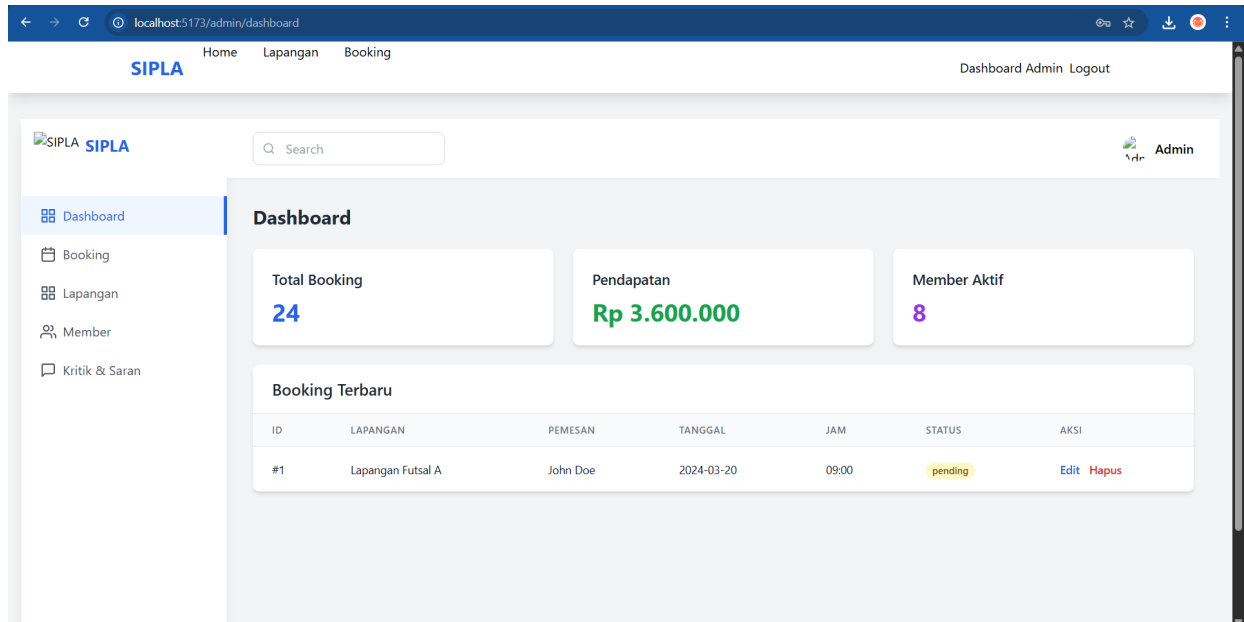 localhost:5173/admin/dashboard
SIPLA Home Lapangan Booking Dashboard Admin Logout
SIPLA SIPLA Search Admin
Dashboard
Booking
Lapangan
Member
Kritik & Saran
Dashboard
Total Booking Pendapatan Member Aktif
24 Rp 3.600.000 8
Booking Terbaru
ID LAPANGAN PEMESAN TANGGAL JAM STATUS AKSI
#1 Lapangan Futsal A John Doe 2024-03-20 09:00 pending Edit Hapus